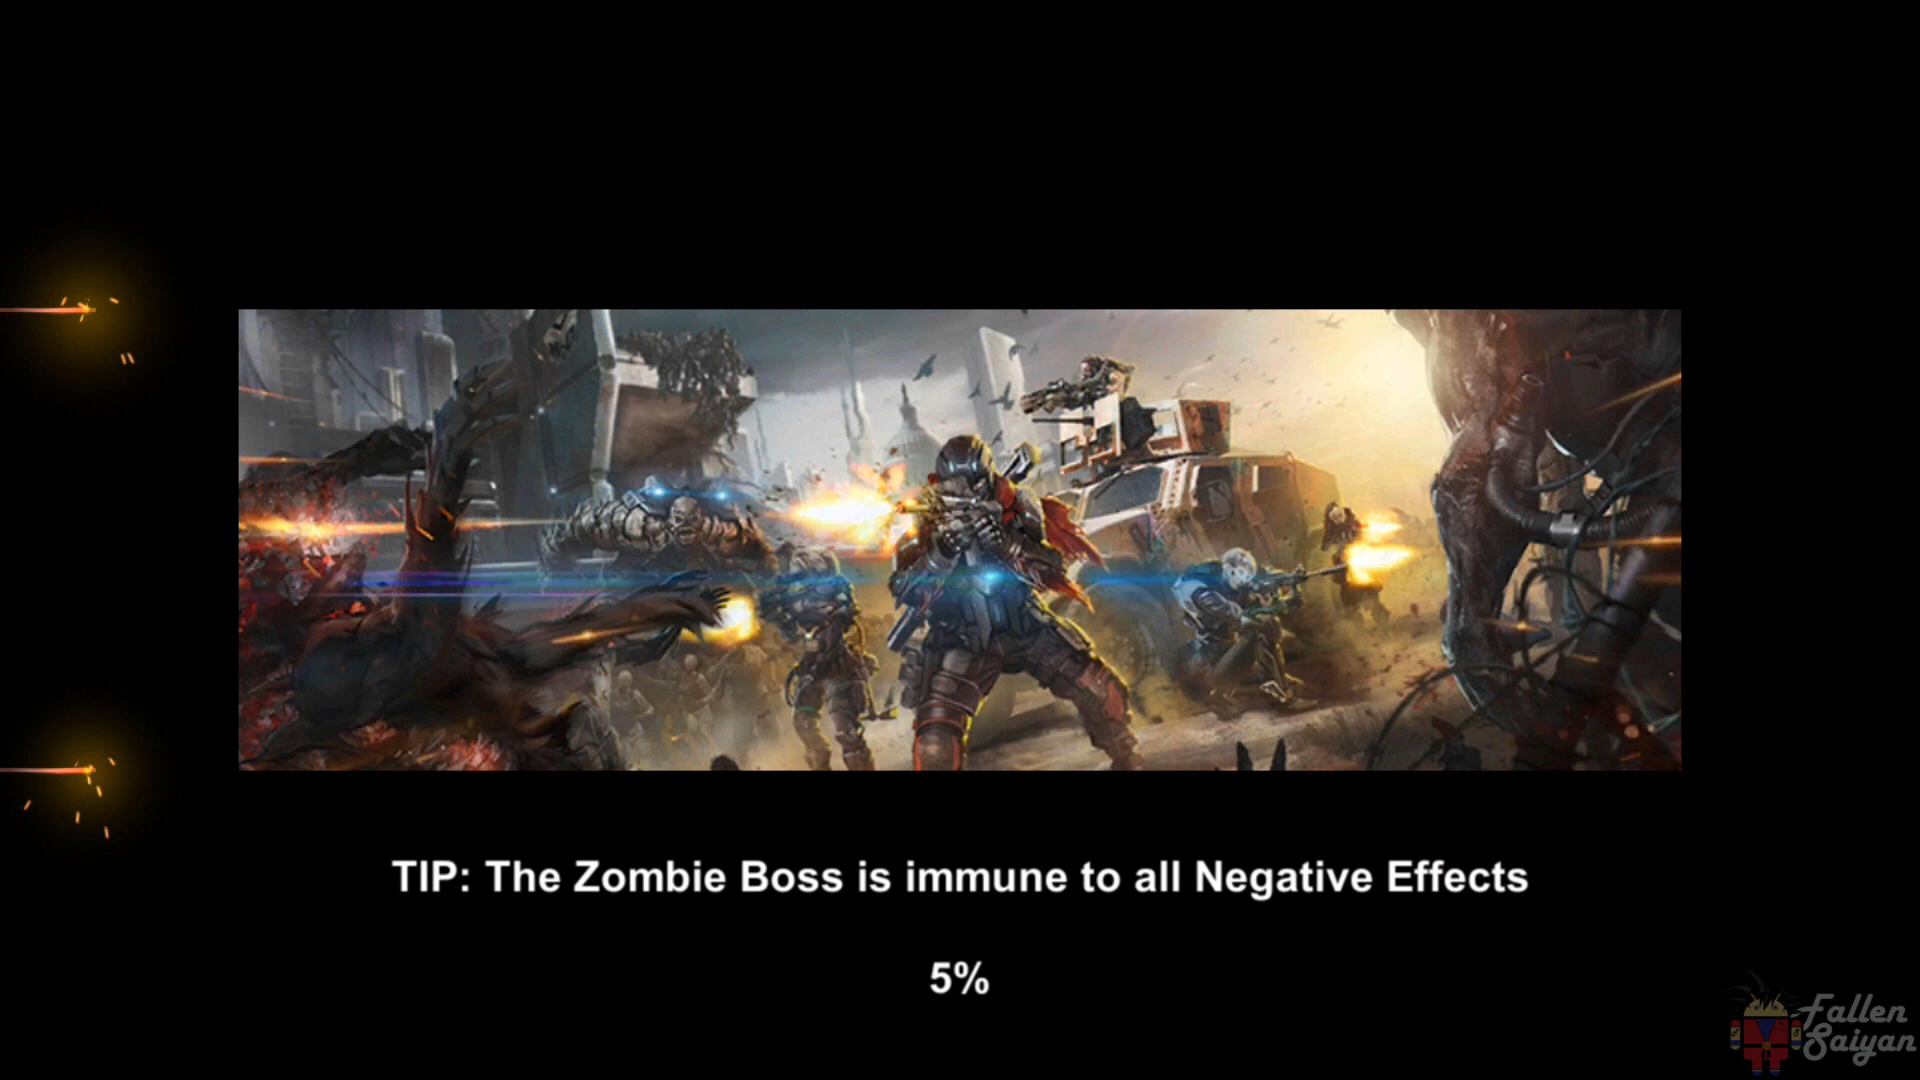 TIP: The Zombie Boss is immune to all Negative Effects
5%
Fallen
Saiyan